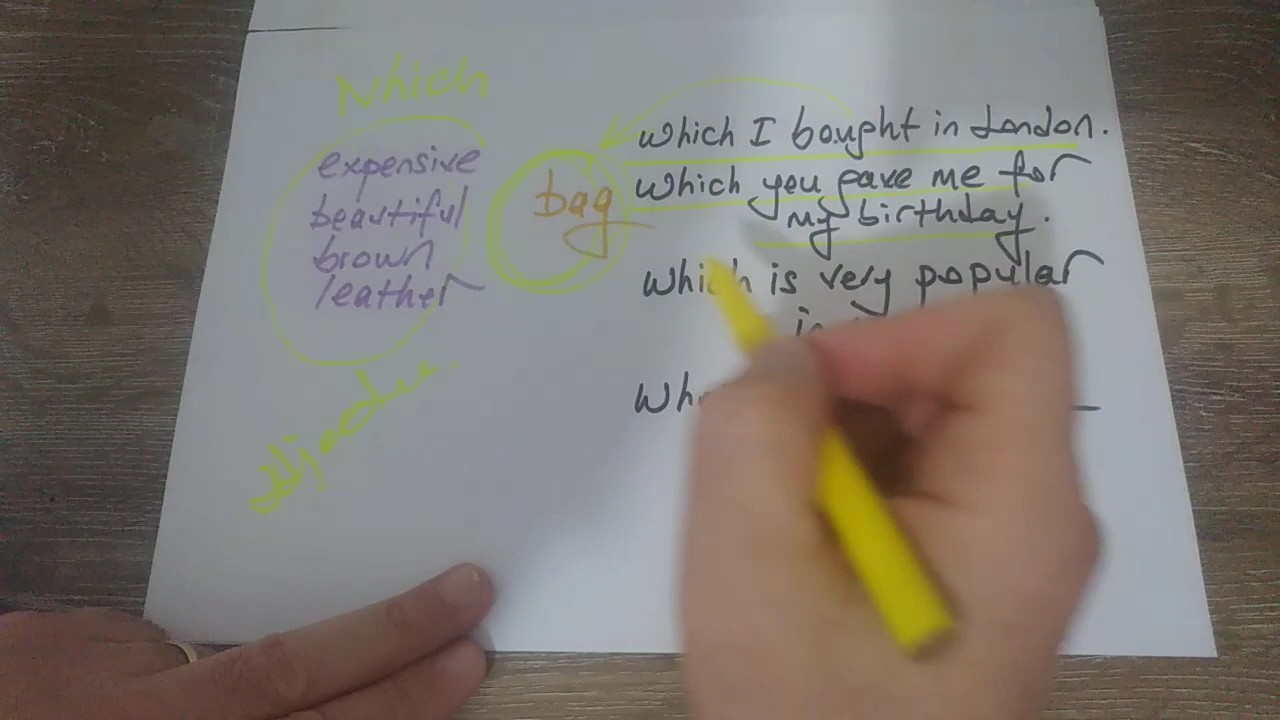 Which
expensive
beautiful
brown
leather
bag
which I bought in London.
which you gave me for
my birthday.
which is very popular
in